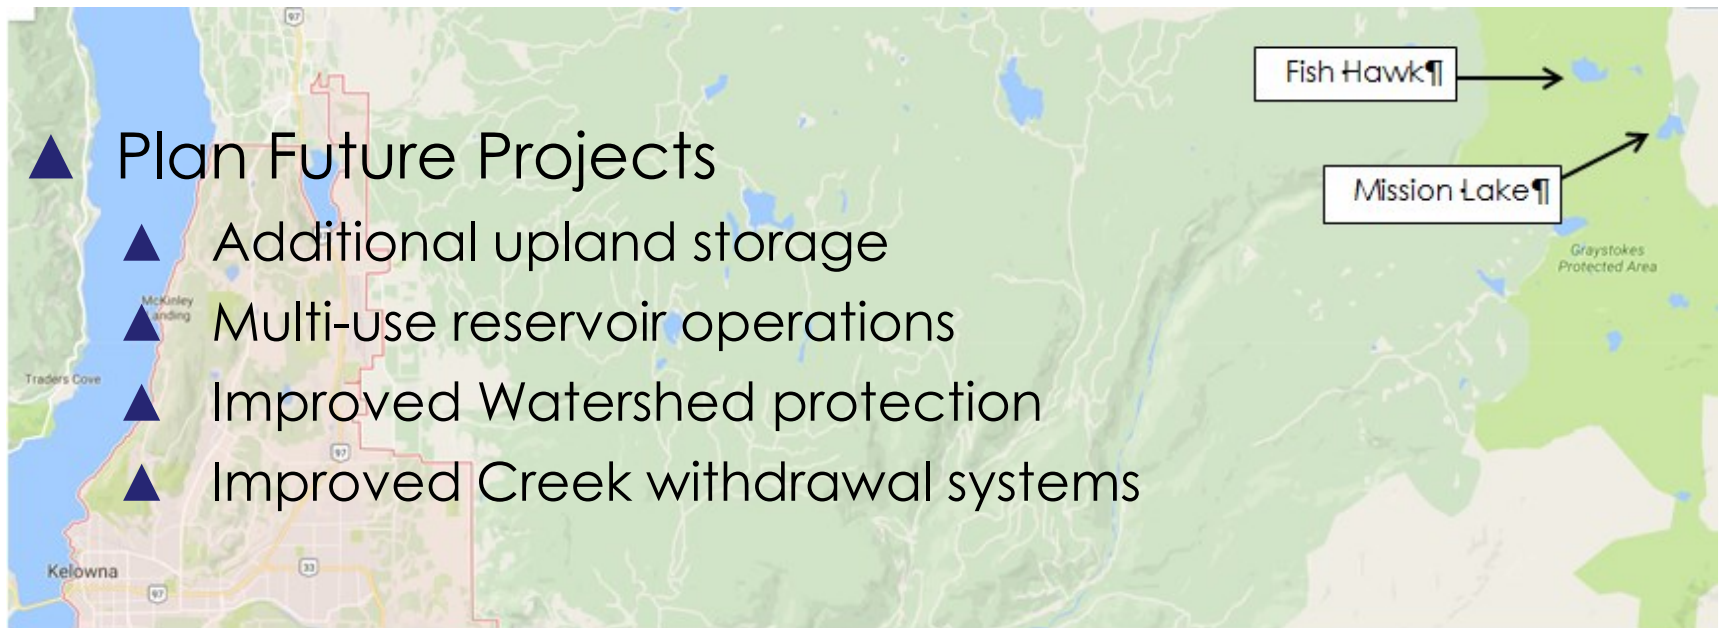 97
Fish Hawk¶
Plan Future Projects
Mission Lake¶
Additional upland storage
Graystokes
Protected Area
McKinley
Landing
Multi-use reservoir operations
Traders Cove
Improved Watershed protection
97
Improved Creek withdrawal systems
Kelowna
33
97